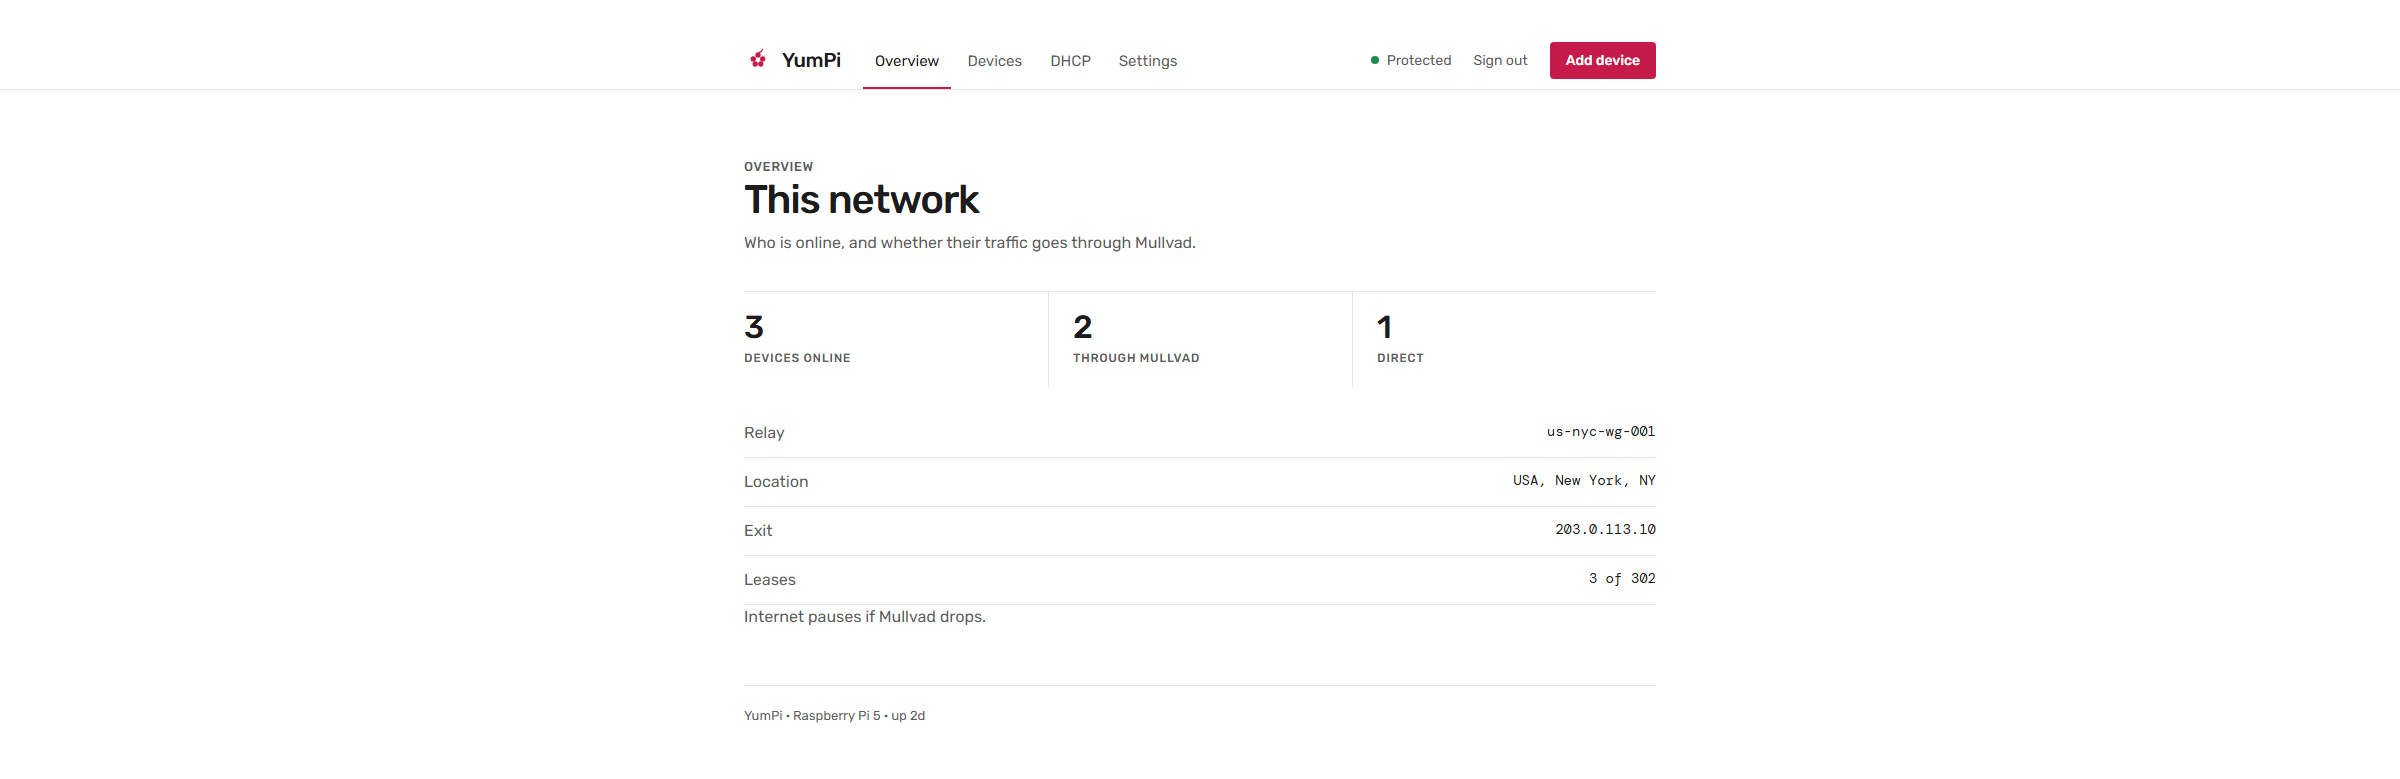 YumPi Overview Devices DHCP Settings Protected Sign out Add device
OVERVIEW
This network
Who is online, and whether their traffic goes through Mullvad.
3 2 1
DEVICES ONLINE THROUGH MULLVAD DIRECT
Relay us-nyc-wg-001
Location USA, New York, NY
Exit 203.0.113.10
Leases 3 of 302
Internet pauses if Mullvad drops.
YumPi • Raspberry Pi 5 • up 2d